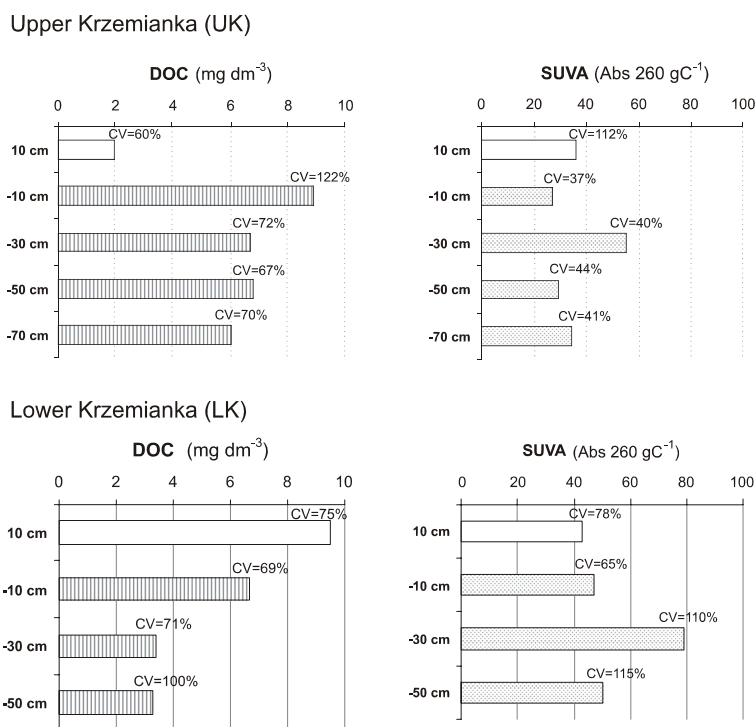 Upper Krzemianka (UK)
DOC (mg dm⁻³)
0 2 4 6 8 10
10 cm CV=60%
-10 cm CV=122%
-30 cm CV=72%
-50 cm CV=67%
-70 cm CV=70%
SUVA (Abs 260 gC⁻¹)
0 20 40 60 80 100
10 cm CV=112%
-10 cm CV=37%
-30 cm CV=40%
-50 cm CV=44%
-70 cm CV=41%
Lower Krzemianka (LK)
DOC (mg dm⁻³)
0 2 4 6 8 10
10 cm CV=75%
-10 cm CV=69%
-30 cm CV=71%
-50 cm CV=100%
SUVA (Abs 260 gC⁻¹)
0 20 40 60 80 100
10 cm CV=78%
-10 cm CV=65%
-30 cm CV=110%
-50 cm CV=115%